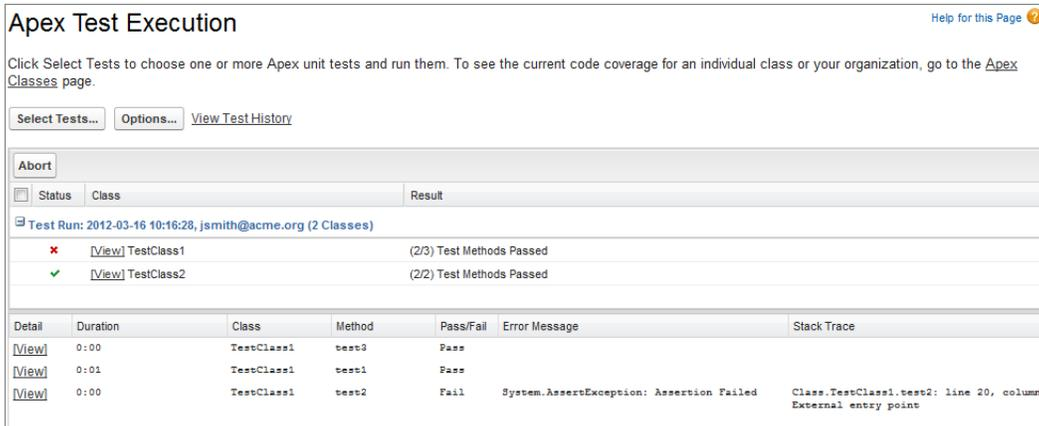 Apex Test Execution
Help for this Page
Click Select Tests to choose one or more Apex unit tests and run them. To see the current code coverage for an individual class or your organization, go to the Apex
Classes page.
Select Tests... Options... View Test History
Abort
Status Class Result
Test Run: 2012-03-16 10:16:28, jsmith@acme.org (2 Classes)
[View] TestClass1 (2/3) Test Methods Passed
[View] TestClass2 (2/2) Test Methods Passed
Detail Duration Class Method Pass/Fail Error Message Stack Trace
[View] 0:00 TestClass1 test3 Pass
[View] 0:01 TestClass1 test1 Pass
[View] 0:00 TestClass1 test2 Fail System.AssertException: Assertion Failed Class.TestClass1.test2: line 20, colum
External entry point